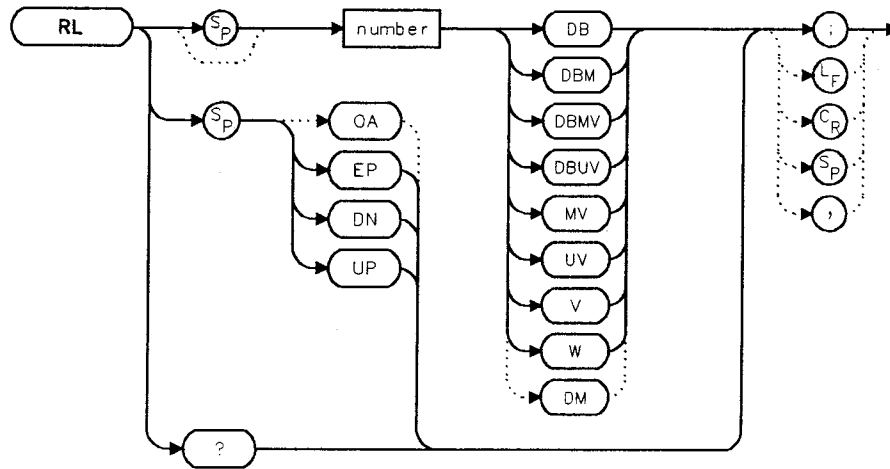 RL
SP
number
DB
;
DBM
LF
DBMV
CR
DBUV
SP
MV
,
UV
V
W
DM
SP
OA
EP
DN
UP
?